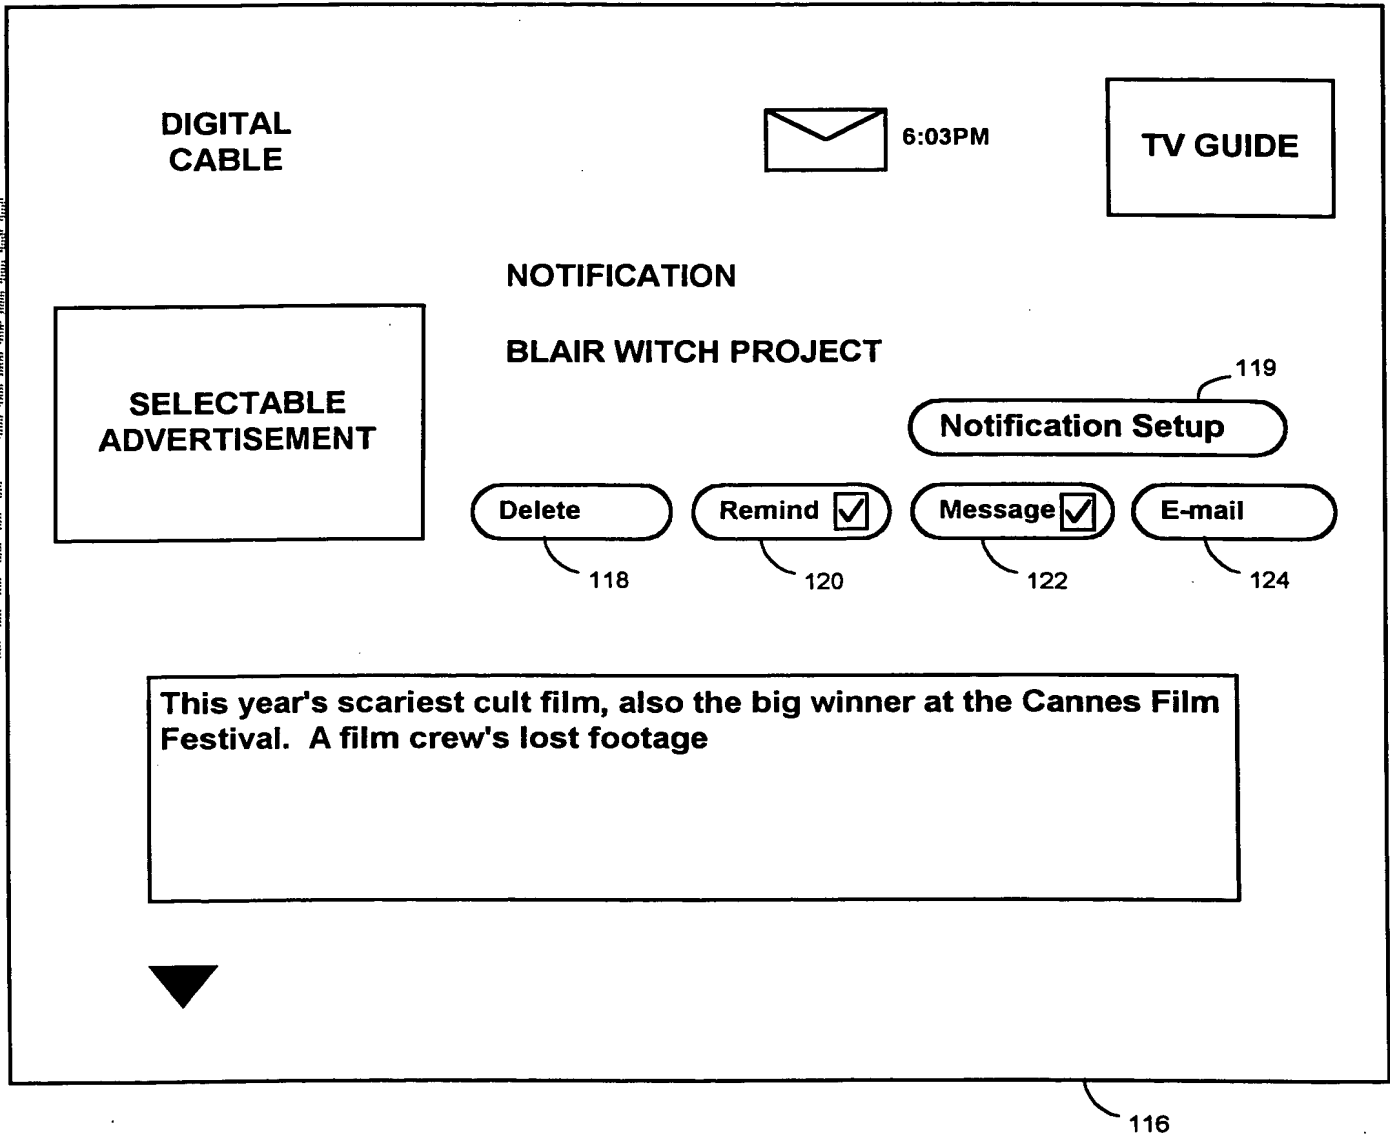 DIGITAL
CABLE
6:03PM
TV GUIDE
NOTIFICATION
BLAIR WITCH PROJECT
SELECTABLE
ADVERTISEMENT
119
Notification Setup
Delete
Remind
Message
E-mail
118
120
122
124
This year's scariest cult film, also the big winner at the Cannes Film
Festival.  A film crew's lost footage
116